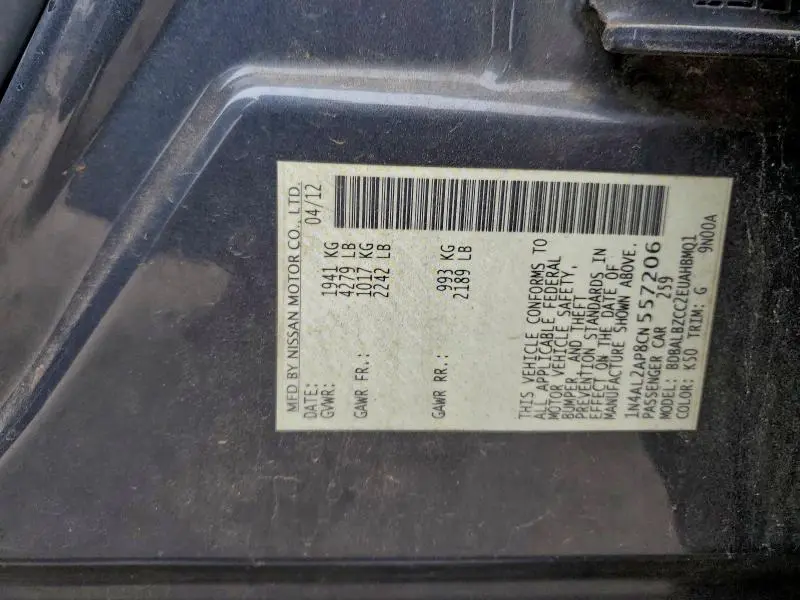 MFD BY NISSAN MOTOR CO., LTD.
DATE: 04/12
GVWR: 1941 KG
4279 LB
GAWR FR.: 1017 KG
2242 LB
GAWR RR.: 993 KG
2189 LB
THIS VEHICLE CONFORMS TO
ALL APPLICABLE FEDERAL
MOTOR VEHICLE SAFETY,
BUMPER, AND THEFT
PREVENTION STANDARDS IN
EFFECT ON THE DATE OF
MANUFACTURE SHOWN ABOVE.
1N4AL2AP8CN557206
PASSENGER CAR 239
MODEL: BDBALBZCC2EUAHBMQ1
COLOR: K50 TRIM: G 9N00A